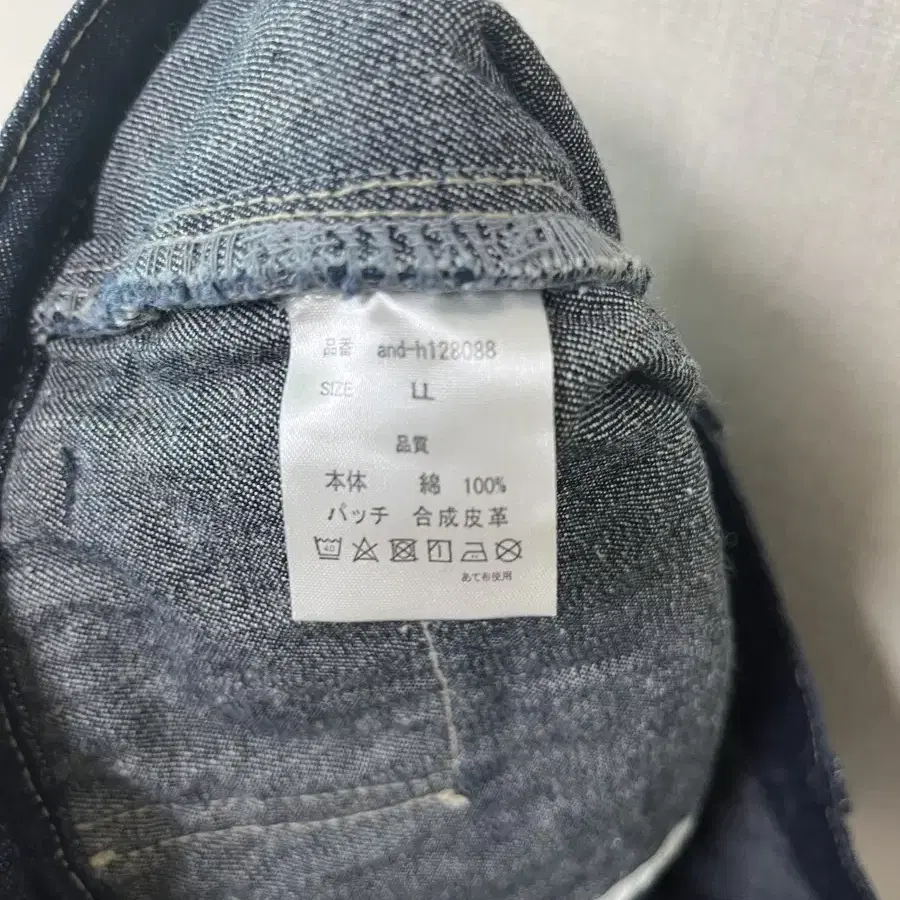 品番 and-h128088
SIZE LL
品質
本体 綿 100%
パッチ 合成皮革
40
あて布使用